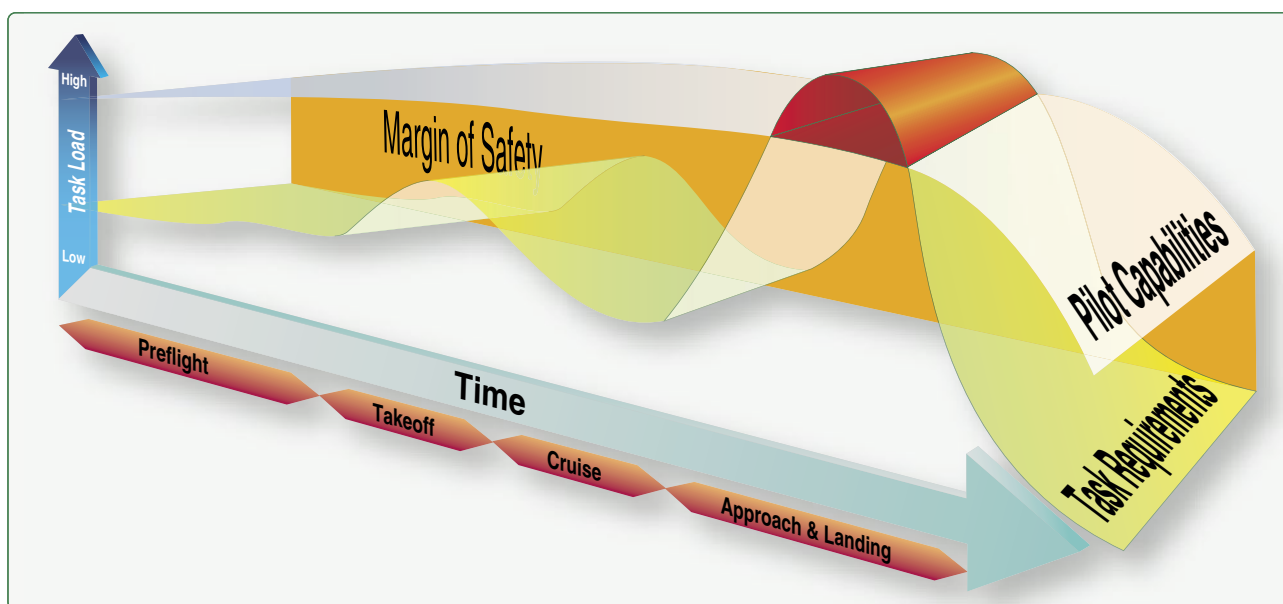 High
Task Load
Low
Margin of Safety
Pilot Capabilities
Task Requirements
Time
Preflight
Takeoff
Cruise
Approach & Landing